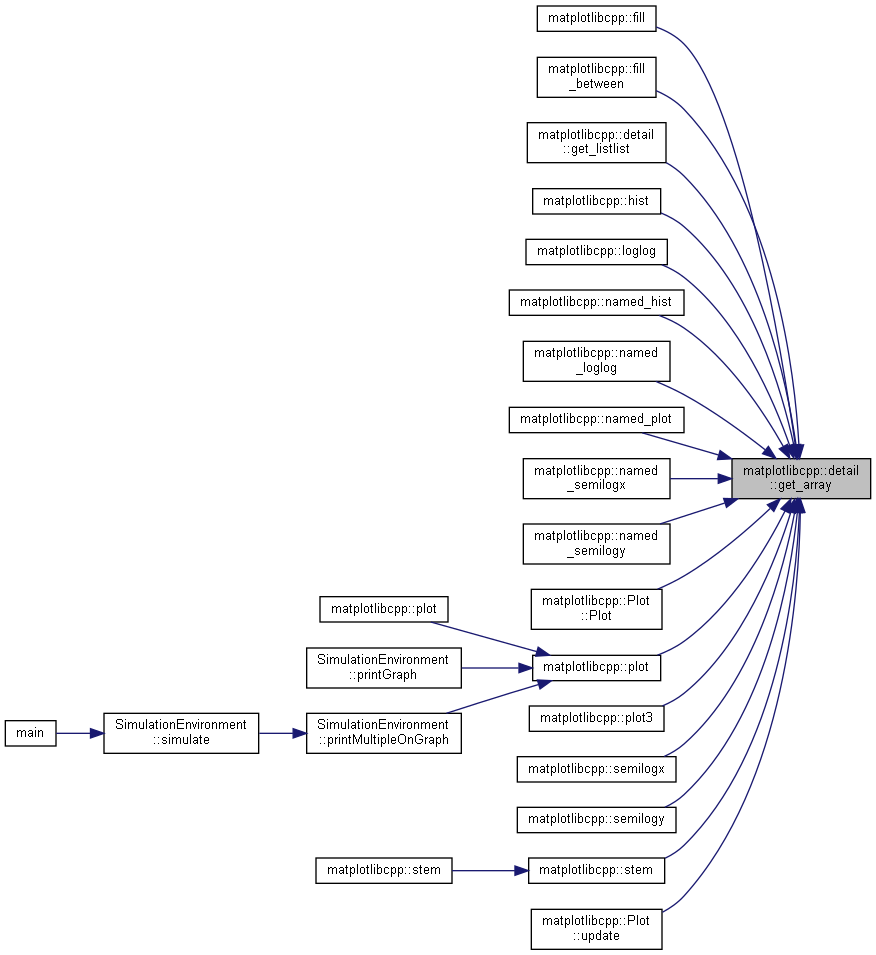 matplotlibcpp::fill
matplotlibcpp::fill
_between
matplotlibcpp::detail
::get_listlist
matplotlibcpp::hist
matplotlibcpp::loglog
matplotlibcpp::named_hist
matplotlibcpp::named
_loglog
matplotlibcpp::named_plot
matplotlibcpp::detail
::get_array
matplotlibcpp::named
_semilogx
matplotlibcpp::named
_semilogy
matplotlibcpp::Plot
::Plot
matplotlibcpp::plot
SimulationEnvironment
::printGraph
matplotlibcpp::plot
main
SimulationEnvironment
::simulate
SimulationEnvironment
::printMultipleOnGraph
matplotlibcpp::plot3
matplotlibcpp::semilogx
matplotlibcpp::semilogy
matplotlibcpp::stem
matplotlibcpp::stem
matplotlibcpp::Plot
::update